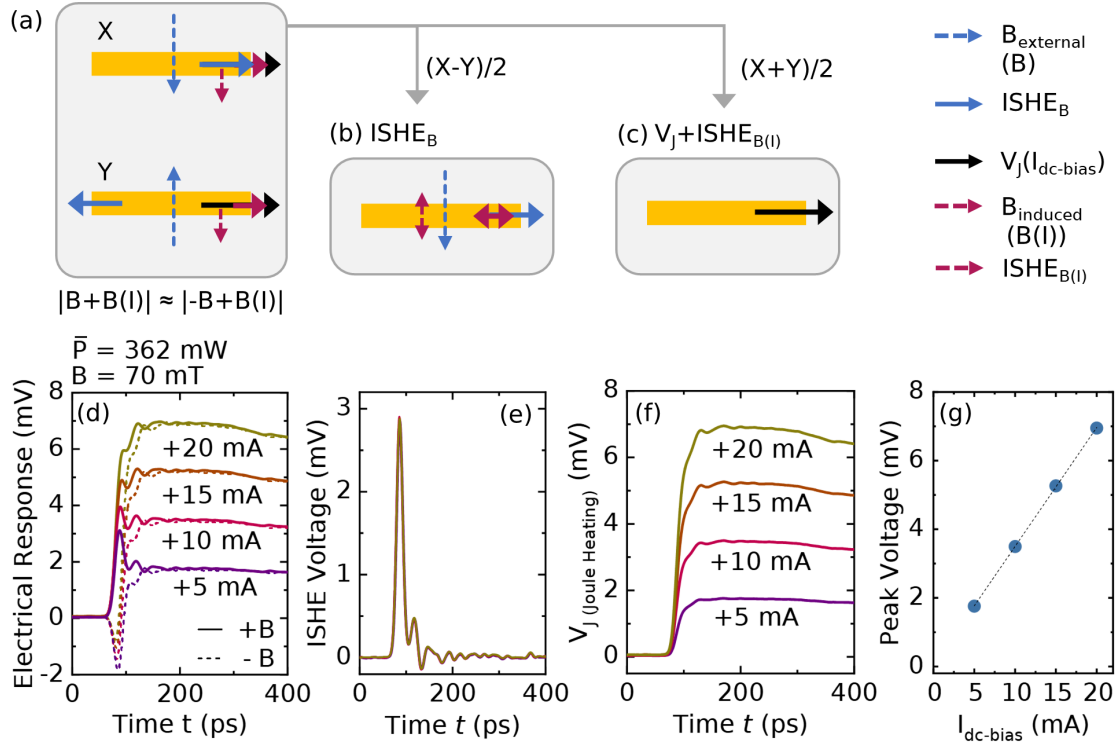 (a)
X
Y
|B+B(I)| ≈ |-B+B(I)|
(X-Y)/2
(X+Y)/2
(b) ISHE_B
(c) V_J+ISHE_B(I)
B_external
(B)
ISHE_B
V_J(I_dc-bias)
B_induced
(B(I))
ISHE_B(I)
P̄ = 362 mW
B = 70 mT
(d)
Electrical Response (mV)
8
6
4
2
0
-2
+20 mA
+15 mA
+10 mA
+5 mA
+B
- B
0
200
400
Time t (ps)
(e)
ISHE Voltage (mV)
3
2
1
0
0
200
400
Time t (ps)
(f)
V_J (Joule Heating) (mV)
8
6
4
2
0
+20 mA
+15 mA
+10 mA
+5 mA
0
200
400
Time t (ps)
(g)
Peak Voltage (mV)
8
6
4
2
0
0
5
10
15
20
I_dc-bias (mA)